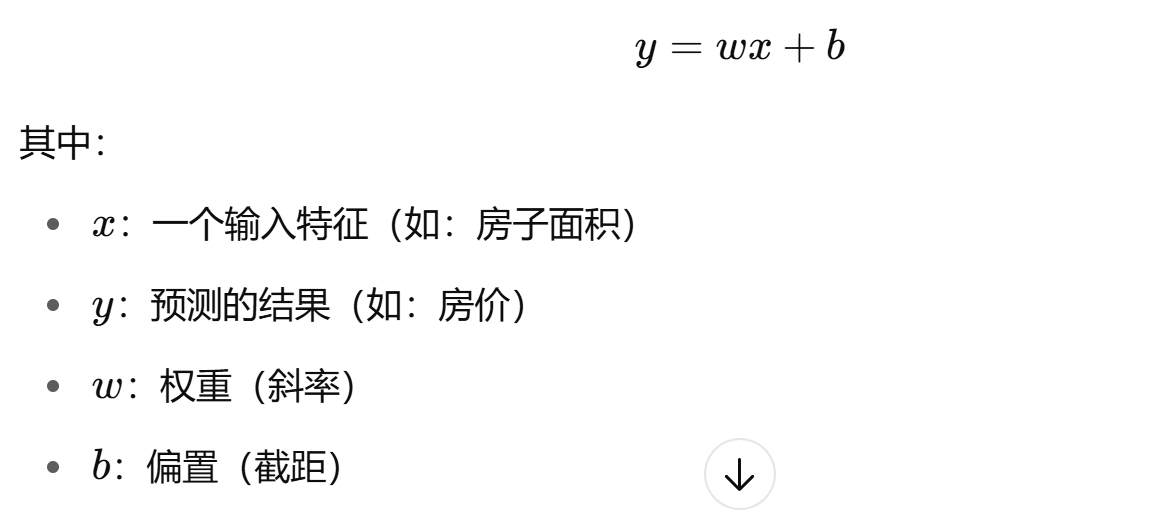 y = wx + b
其中：
• x：一个输入特征（如：房子面积）
• y：预测的结果（如：房价）
• w：权重（斜率）
• b：偏置（截距）